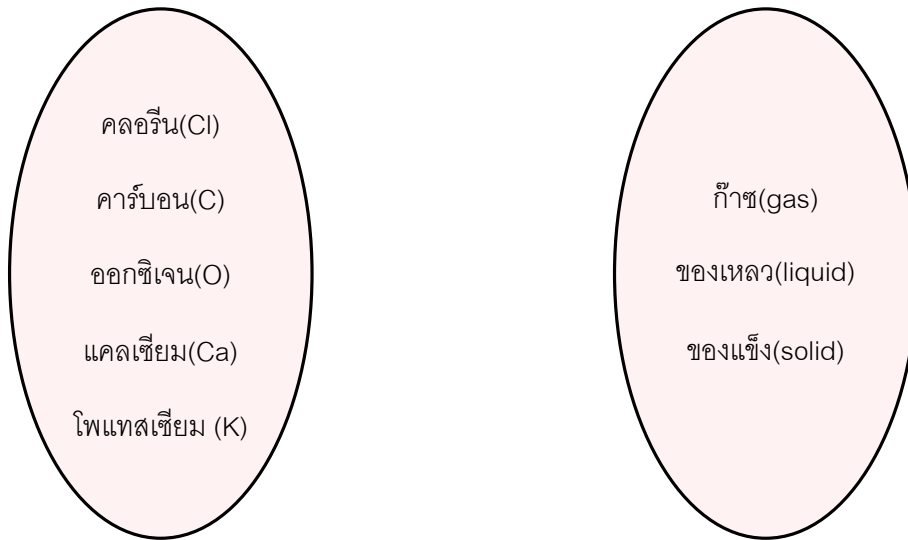 คลอรีน(Cl)
คาร์บอน(C)
ออกซิเจน(O)
แคลเซียม(Ca)
โพแทสเซียม (K)
ก๊าซ(gas)
ของเหลว(liquid)
ของแข็ง(solid)